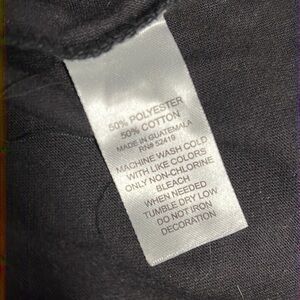 50% POLYESTER
50% COTTON
MADE IN GUATEMALA
RN# 52419
MACHINE WASH COLD
WITH LIKE COLORS
ONLY NON-CHLORINE
BLEACH
WHEN NEEDED
TUMBLE DRY LOW
DO NOT IRON
DECORATION